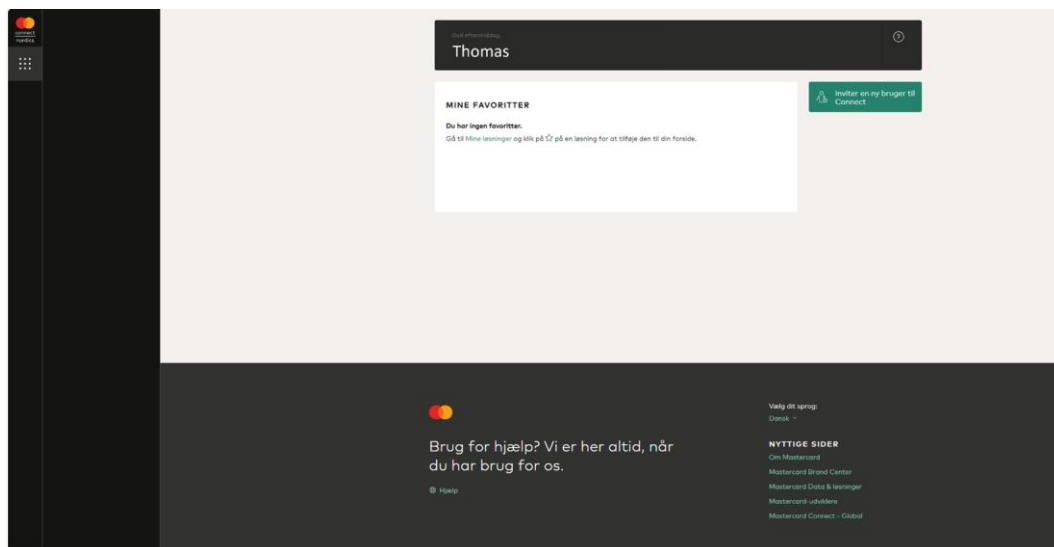 connect
nordics
God eftermiddag,
Thomas
Inviter en ny bruger til
Connect
MINE FAVORITTER
Du har ingen favoritter.
Gå til Mine løsninger og klik på ☆ på en løsning for at tilføje den til din forside.
Brug for hjælp? Vi er her altid, når
du har brug for os.
Hjælp
Vælg dit sprog:
Dansk
NYTTIGE SIDER
Om Mastercard
Mastercard Brand Center
Mastercard Data & løsninger
Mastercard-udviklere
Mastercard Connect - Global